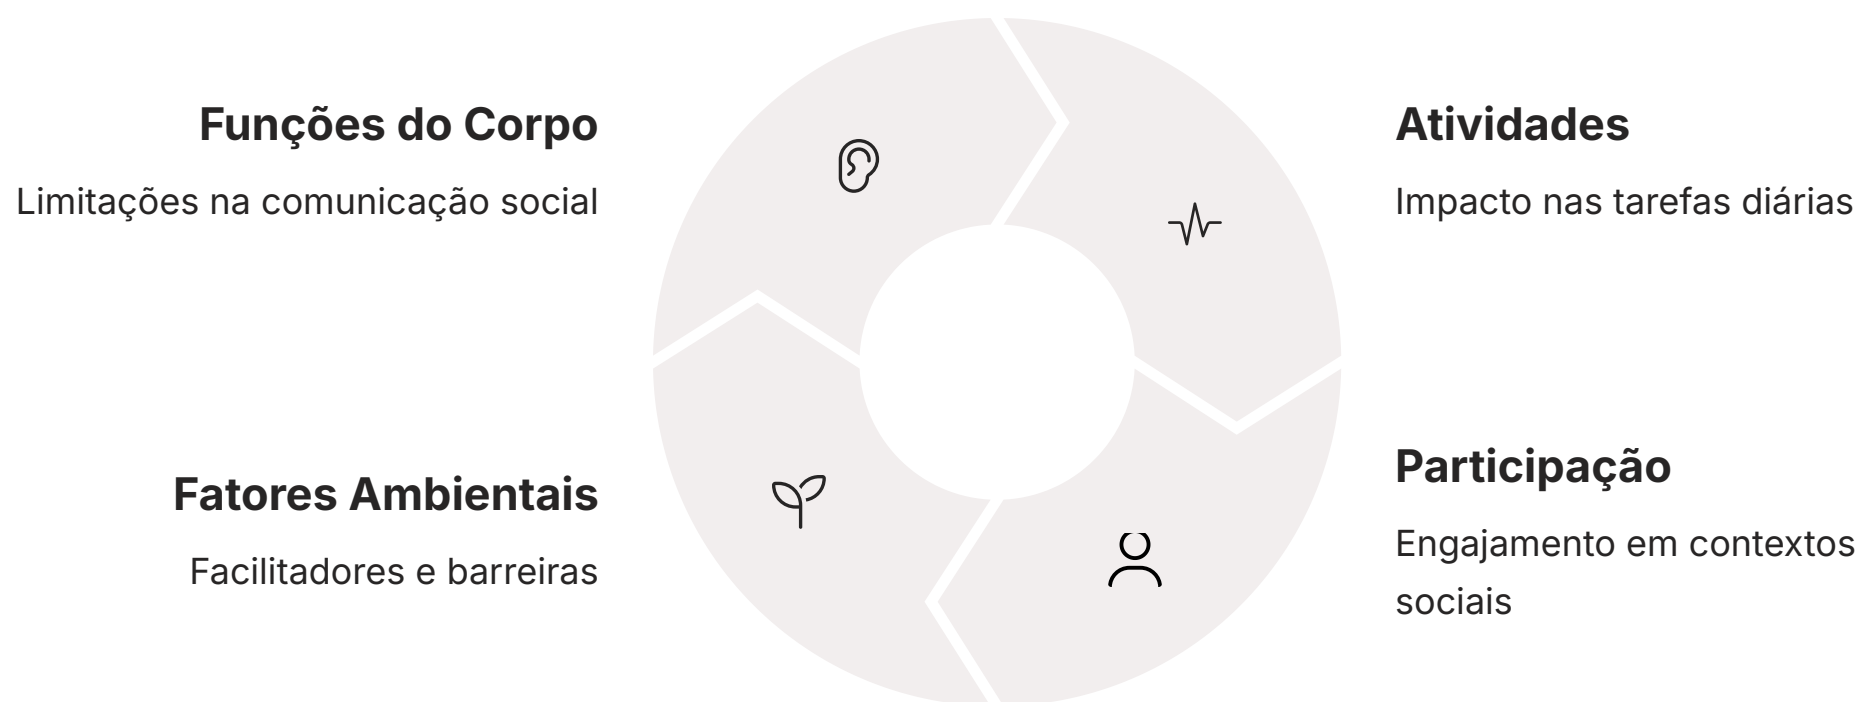 Funções do Corpo
Limitações na comunicação social
Atividades
Impacto nas tarefas diárias
Fatores Ambientais
Facilitadores e barreiras
Participação
Engajamento em contextos
sociais